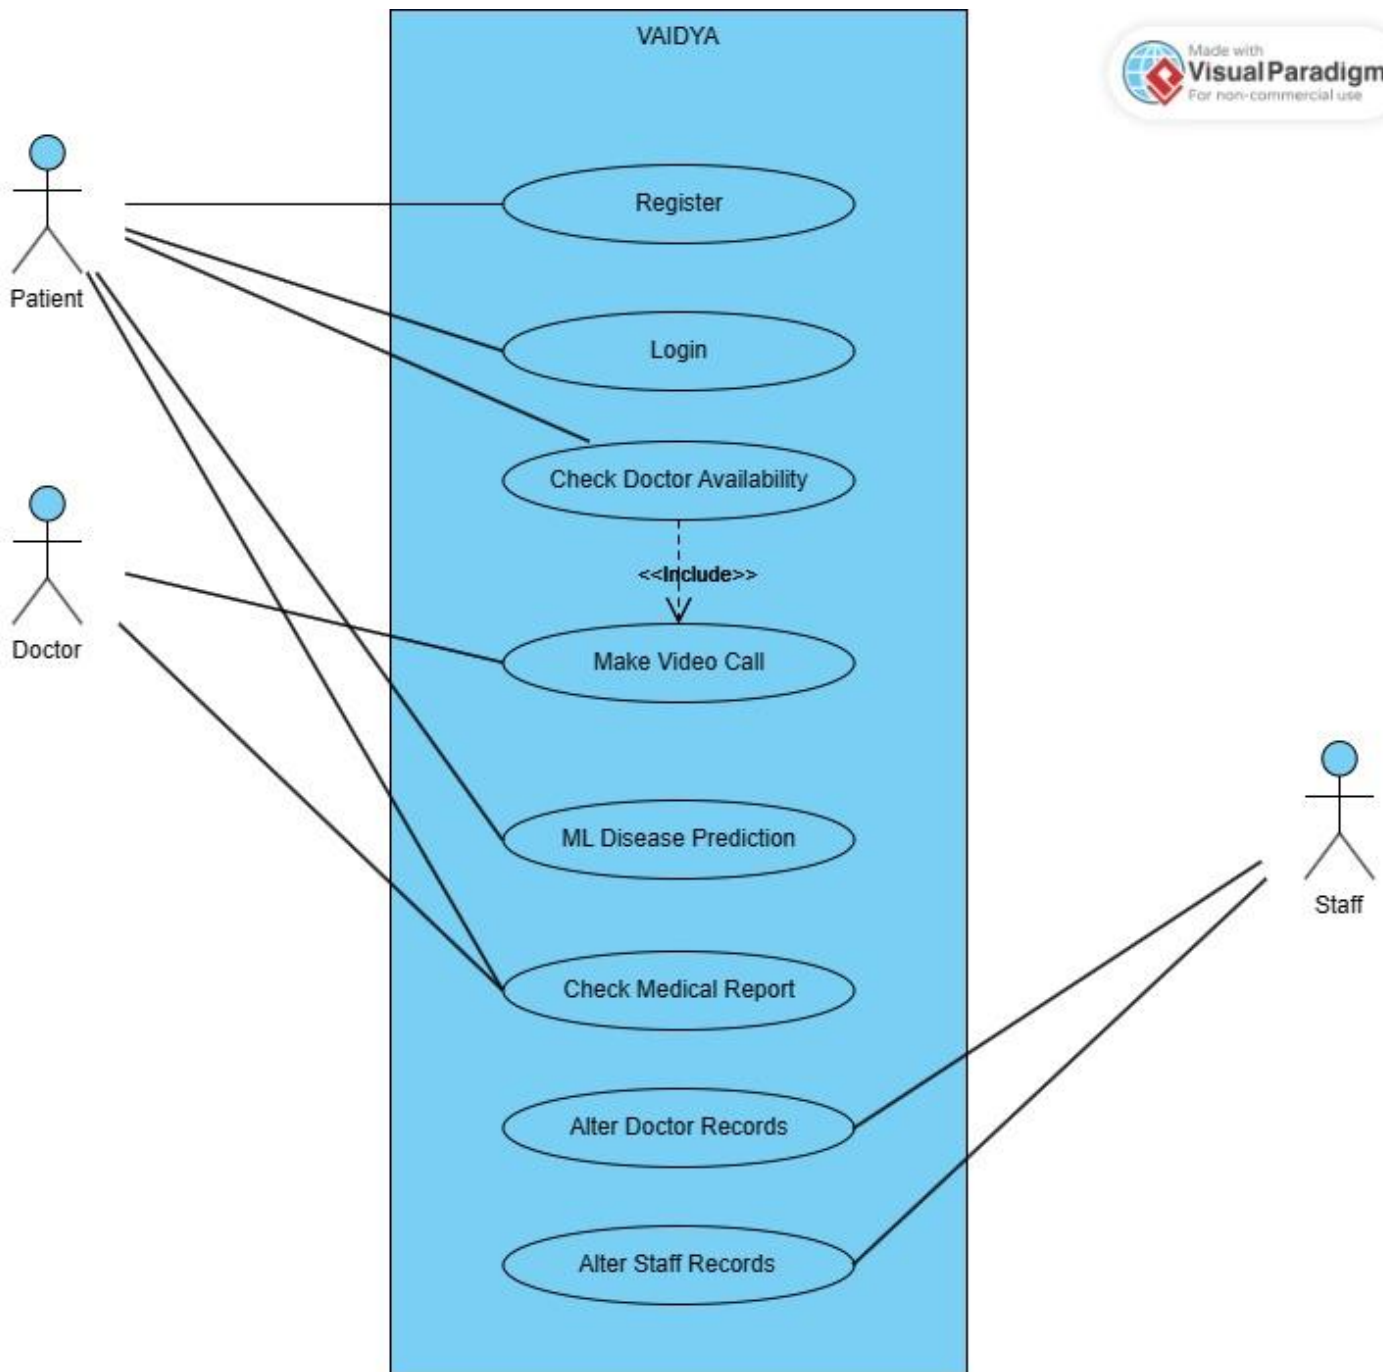 VAIDYA
Made with
Visual Paradigm
For non-commercial use
Register
Patient
Login
Check Doctor Availability
<<Include>>
Doctor
Make Video Call
ML Disease Prediction
Staff
Check Medical Report
Alter Doctor Records
Alter Staff Records